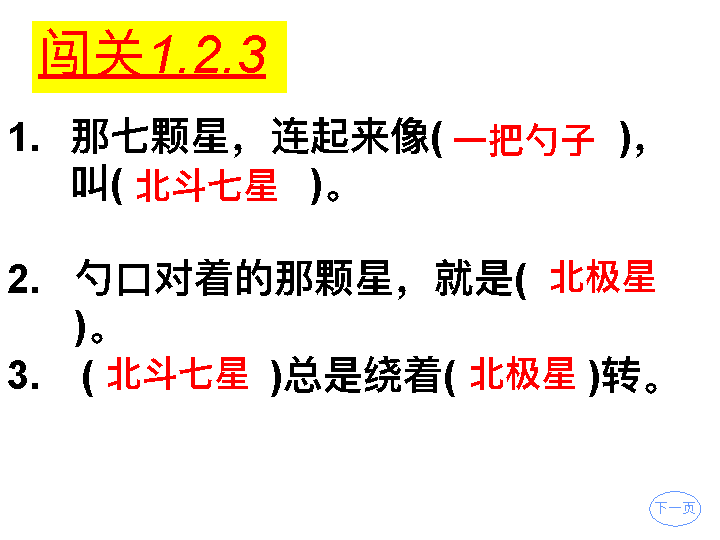 闯关1.2.3
1. 那七颗星，连起来像( 一把勺子 )，
叫( 北斗七星 )。
2. 勺口对着的那颗星，就是( 北极星
)。
3. ( 北斗七星 )总是绕着( 北极星 )转。
下一页